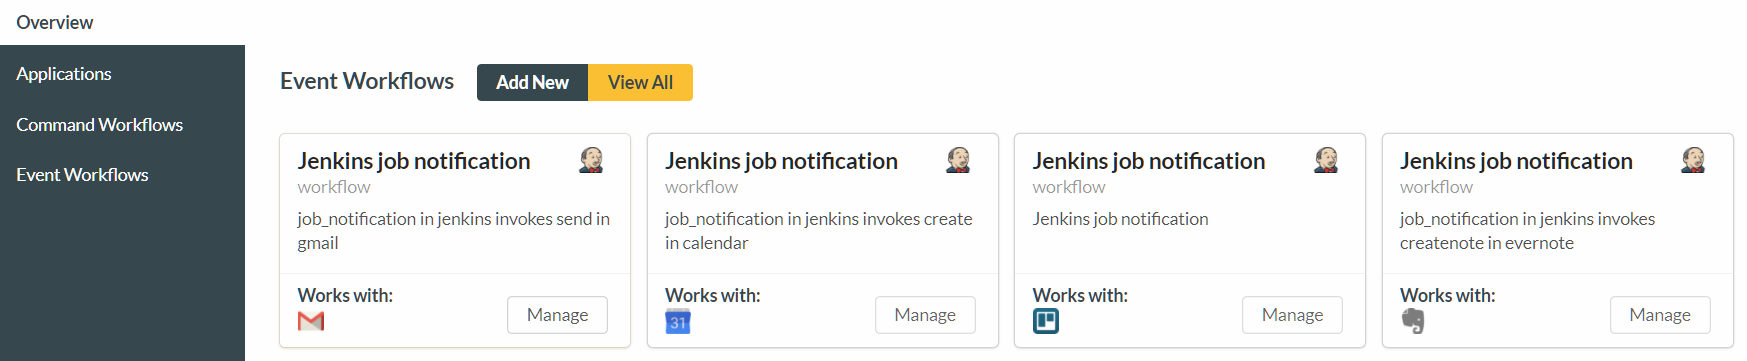 Overview
Applications
Command Workflows
Event Workflows
Event Workflows
Add New
View All
Jenkins job notification
workflow
job_notification in jenkins invokes send in
gmail
Works with:
Manage
Jenkins job notification
workflow
job_notification in jenkins invokes create
in calendar
Works with:
31
Manage
Jenkins job notification
workflow
Jenkins job notification
Works with:
Manage
Jenkins job notification
workflow
job_notification in jenkins invokes
createnote in evernote
Works with:
Manage